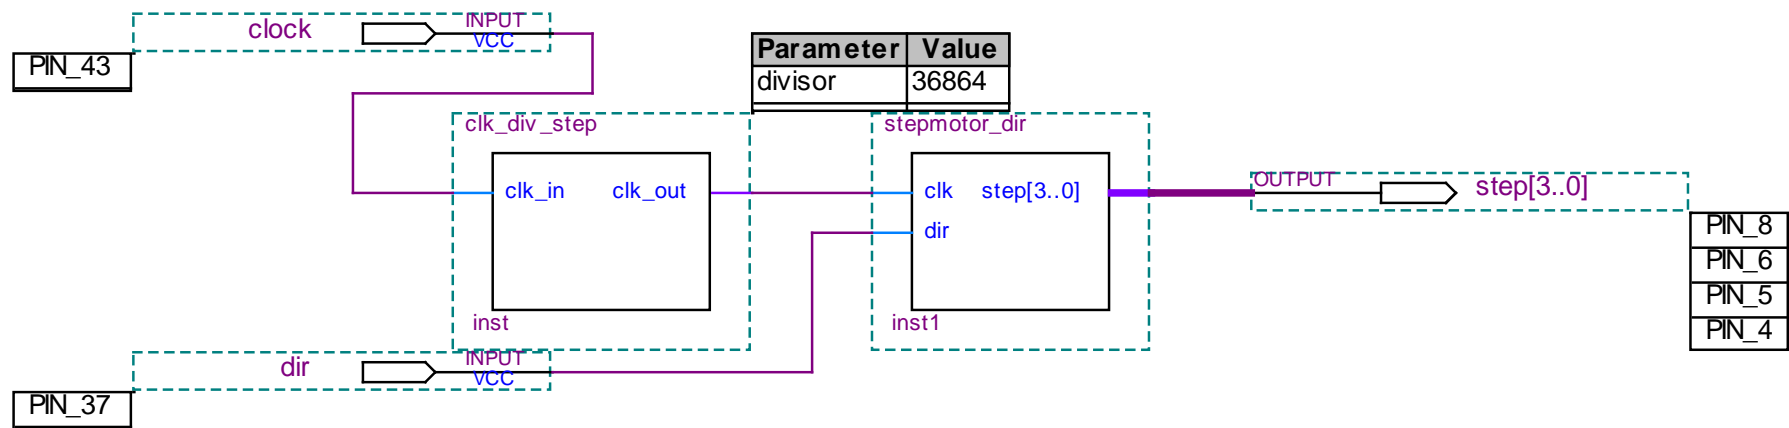 clock
INPUT
VCC
PIN_43
Parameter Value
divisor 36864
clk_div_step
stepmotor_dir
clk_in clk_out
clk step[3..0]
dir
OUTPUT
step[3..0]
PIN_8
PIN_6
PIN_5
PIN_4
inst
inst1
dir
INPUT
VCC
PIN_37